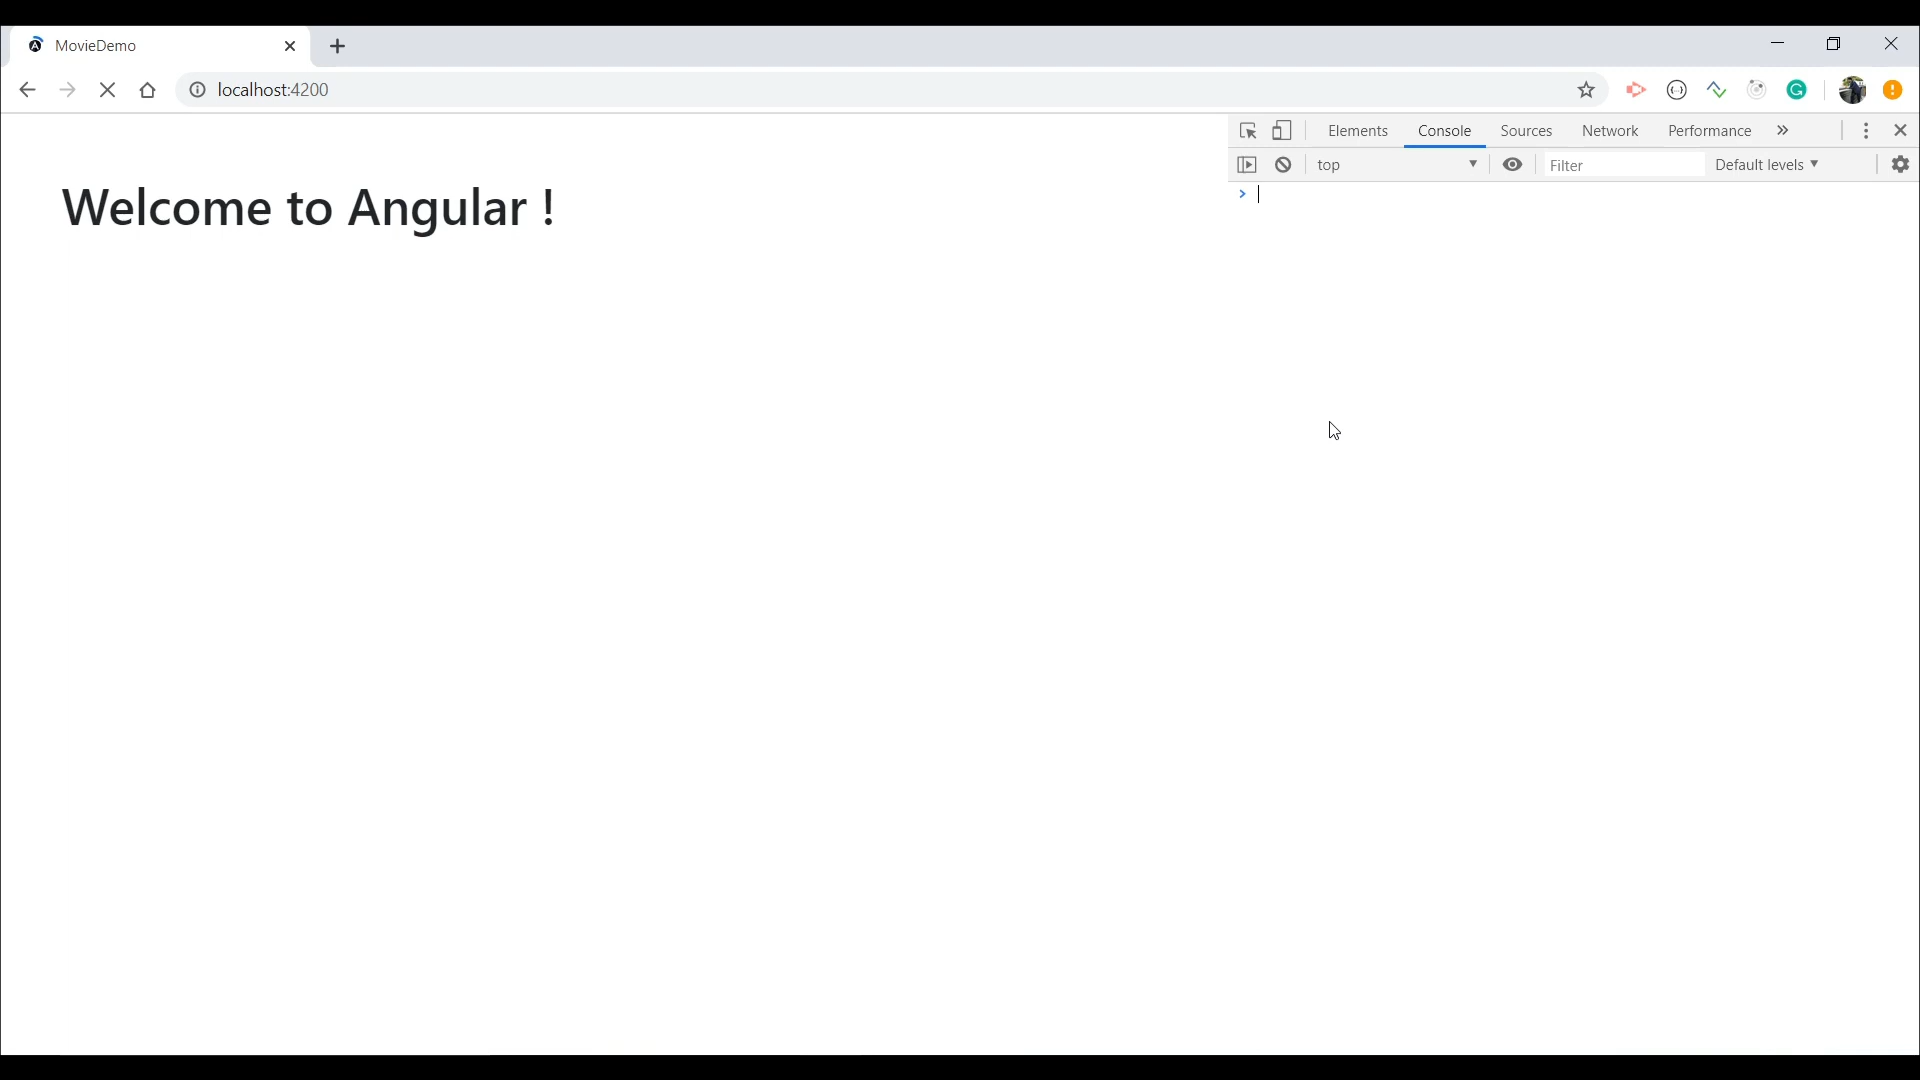 MovieDemo
localhost:4200
Elements Console Sources Network Performance
top Filter Default levels
Welcome to Angular !